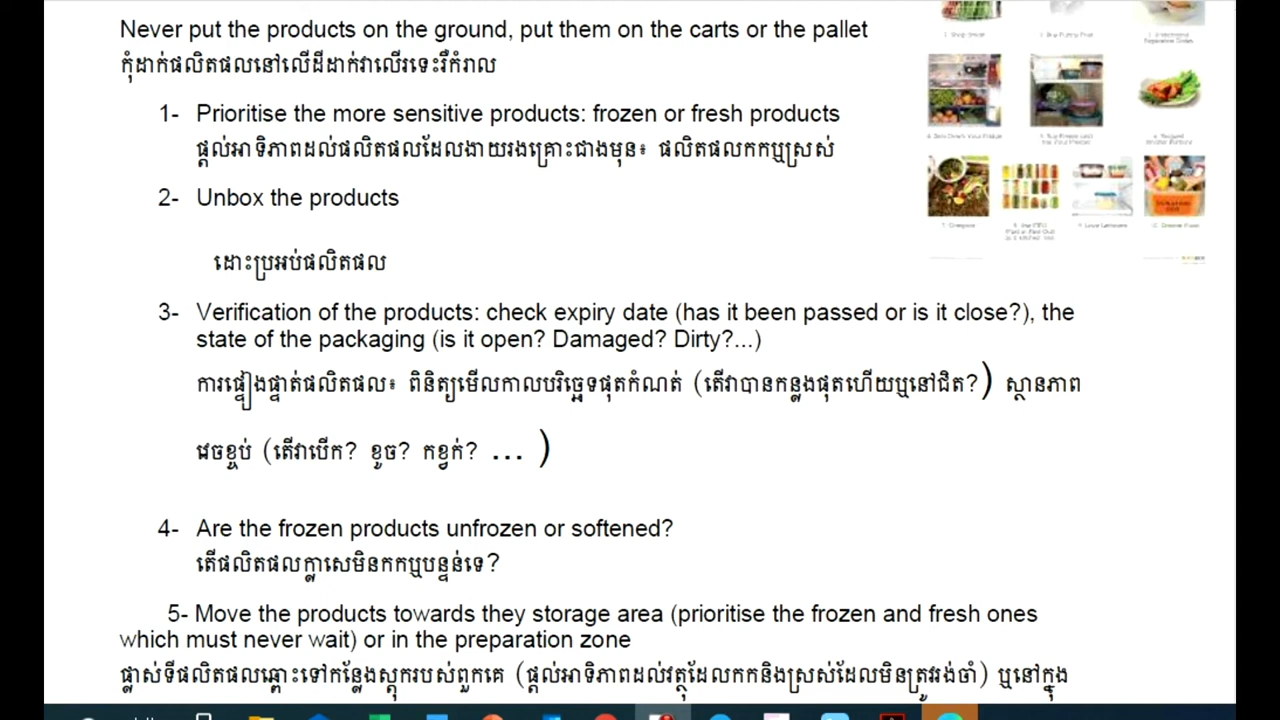 Never put the products on the ground, put them on the carts or the pallet
កុំដាក់ផលិតផលនៅលើដីដាក់វាលើរទេះរឺកំរាល
1- Prioritise the more sensitive products: frozen or fresh products
ផ្តល់អាទិភាពដល់ផលិតផលដែលងាយរងគ្រោះជាងមុន៖ ផលិតផលកកឬស្រស់
2- Unbox the products
ដោះប្រអប់ផលិតផល
3- Verification of the products: check expiry date (has it been passed or is it close?), the
state of the packaging (is it open? Damaged? Dirty?...)
ការផ្ទៀងផ្ទាត់ផលិតផល៖ ពិនិត្យមើលកាលបរិច្ឆេទផុតកំណត់ (តើវាបានកន្លងផុតហើយឬនៅជិត?) ស្ថានភាព
វេចខ្ចប់ (តើវាបើក? ខូច? កខ្វក់? ... )
4- Are the frozen products unfrozen or softened?
តើផលិតផលក្លាសេមិនកកឬបន្ទន់ទេ?
5- Move the products towards they storage area (prioritise the frozen and fresh ones
which must never wait) or in the preparation zone
ផ្លាស់ទីផលិតផលឆ្ពោះទៅកន្លែងស្តុករបស់ពួកគេ (ផ្តល់អាទិភាពដល់វត្ថុដែលកកនិងស្រស់ដែលមិនត្រូវរង់ចាំ) ឬនៅក្នុង
7. Compost
9. Love Leftovers